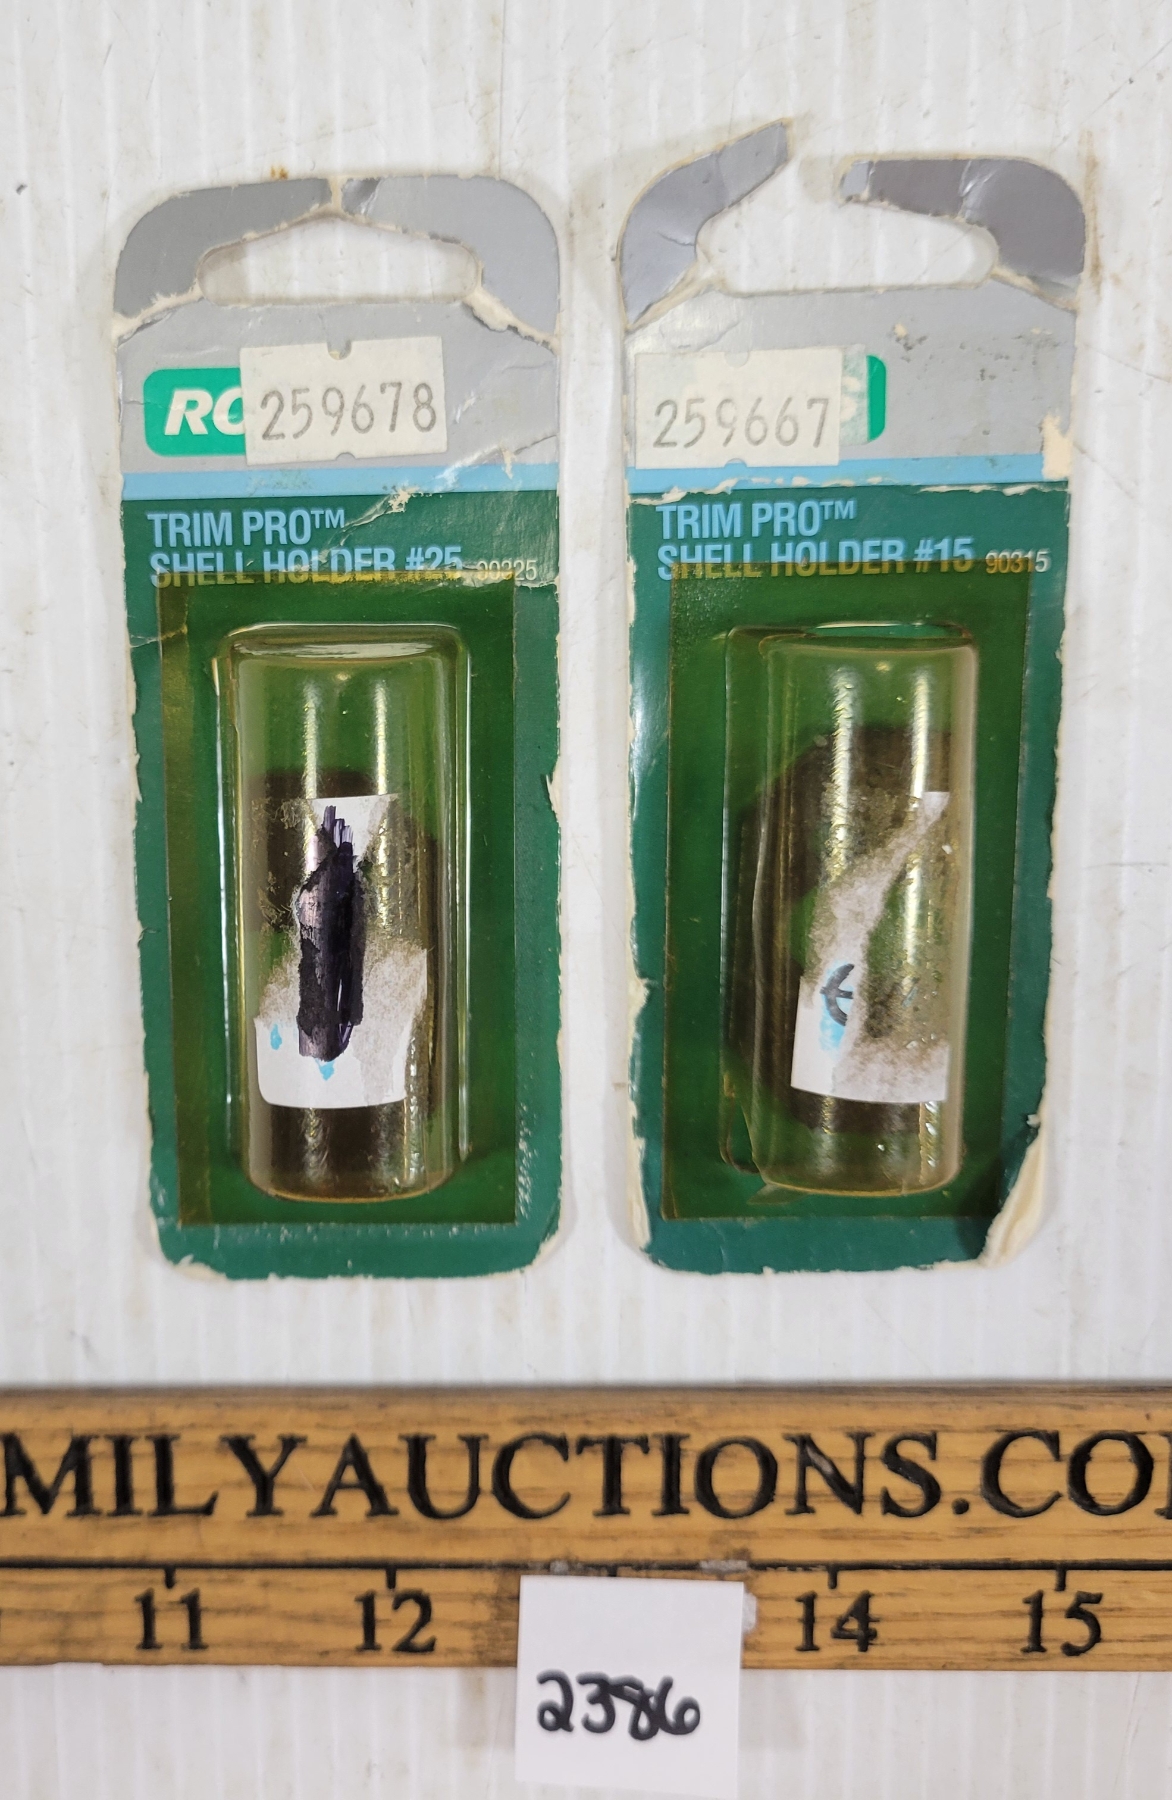 RC
259678
TRIM PRO™
SHELL HOLDER #25 90325
S
259667
TRIM PRO™
SHELL HOLDER #15 90315
MILYAUCTIONS.CO
11 12 14 15
2386